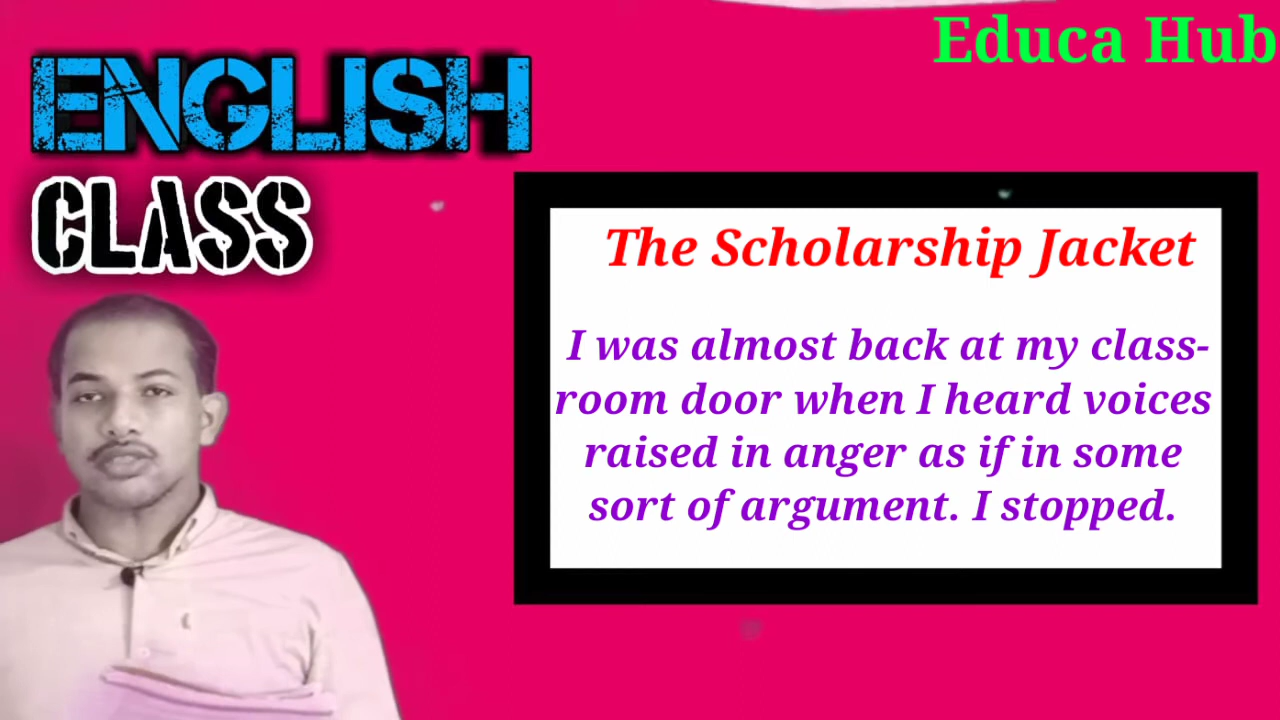 Educa Hub
ENGLISH
CLASS
The Scholarship Jacket
I was almost back at my class-
room door when I heard voices
raised in anger as if in some
sort of argument. I stopped.